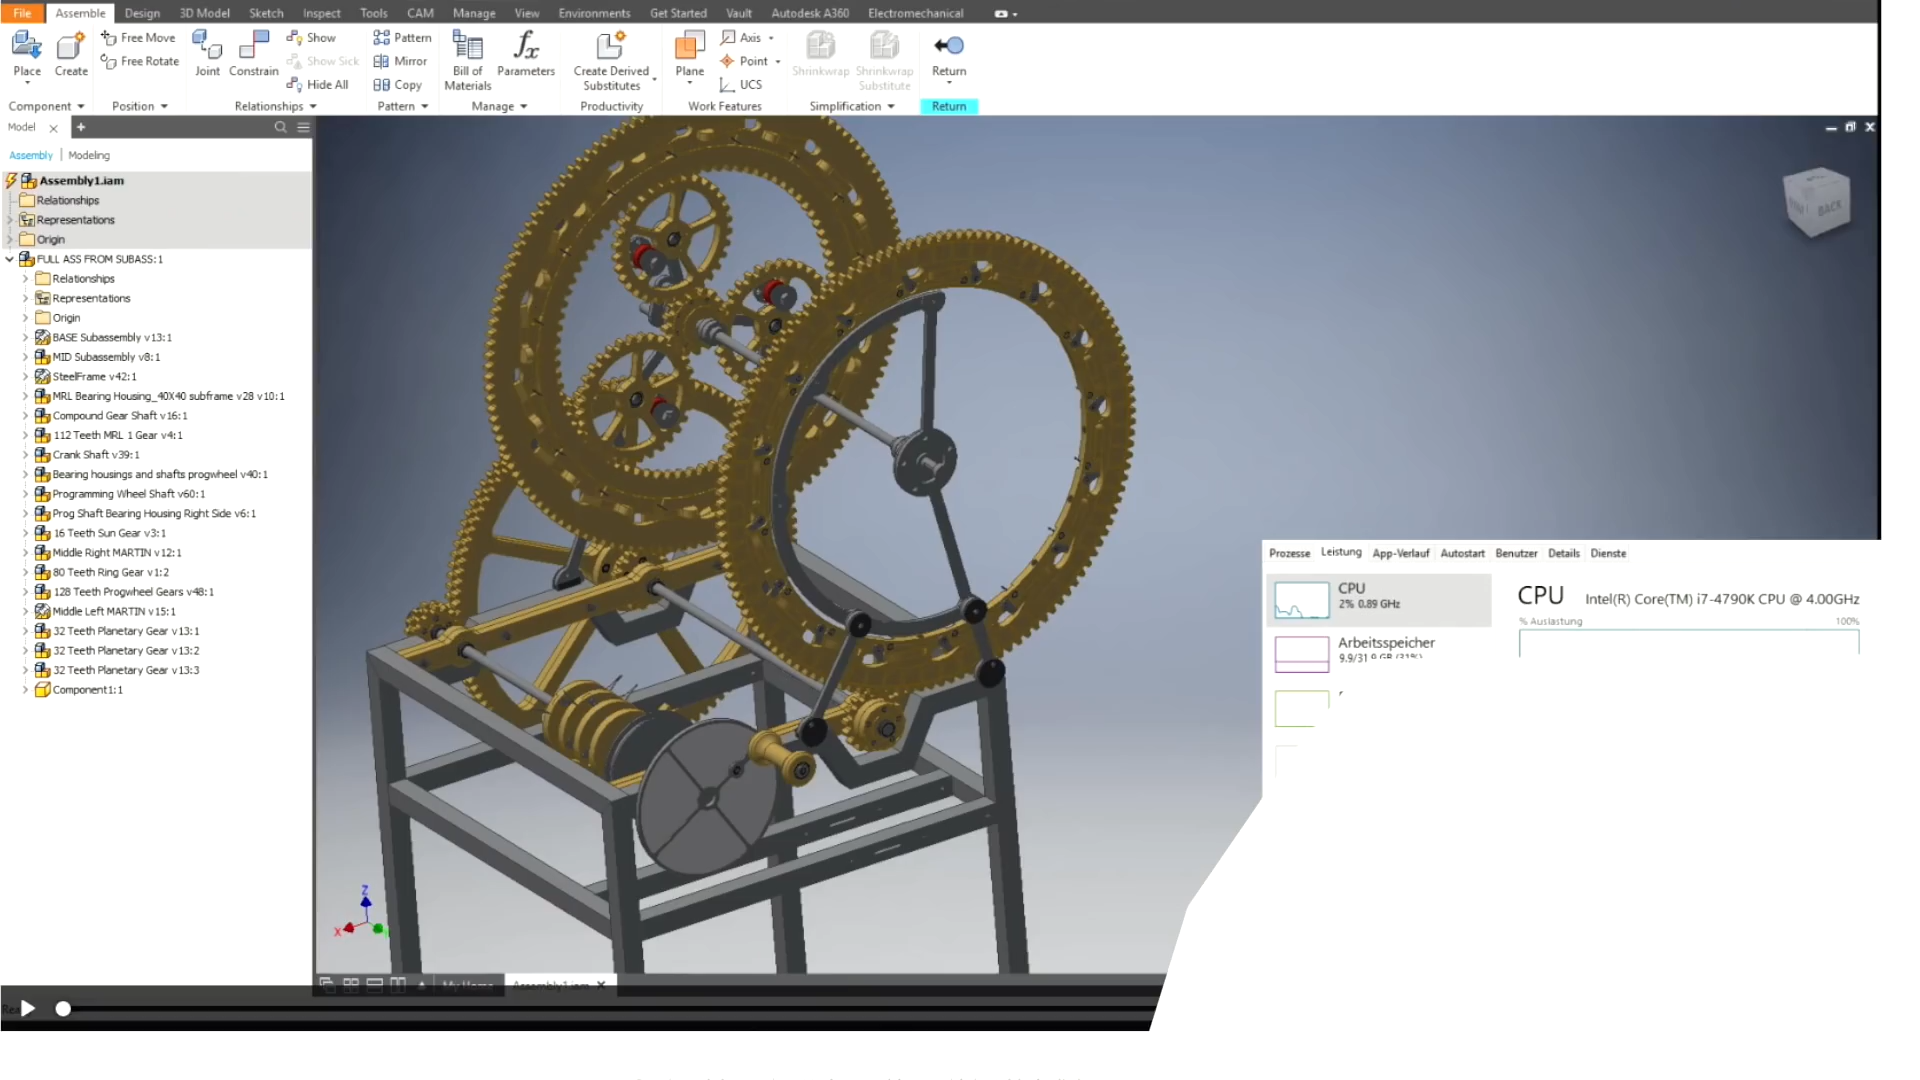 File Assemble Design 3D Model Sketch Inspect Tools CAM Manage View Environments Get Started Vault Autodesk A360 Electromechanical
Place
Component
Create
Free Move
Free Rotate
Position
Joint
Constrain
Show
Show Sick
Hide All
Relationships
Pattern
Mirror
Copy
Pattern
Bill of
Materials
Parameters
Manage
Create Derived
Substitutes
Productivity
Plane
Axis
Point
UCS
Work Features
Shrinkwrap
Shrinkwrap
Substitute
Simplification
Return
Return
Model
Assembly | Modeling
Assembly1.iam
Relationships
Representations
Origin
FULL ASS FROM SUBASS:1
Relationships
Representations
Origin
BASE Subassembly v13:1
MID Subassembly v8:1
SteelFrame v42:1
MRL Bearing Housing_40X40 subframe v28 v10:1
Compound Gear Shaft v16:1
112 Teeth MRL 1 Gear v4:1
Crank Shaft v39:1
Bearing housings and shafts progwheel v40:1
Programming Wheel Shaft v60:1
Prog Shaft Bearing Housing Right Side v6:1
16 Teeth Sun Gear v3:1
Middle Right MARTIN v12:1
80 Teeth Ring Gear v1:2
128 Teeth Progwheel Gears v48:1
Middle Left MARTIN v15:1
32 Teeth Planetary Gear v13:1
32 Teeth Planetary Gear v13:2
32 Teeth Planetary Gear v13:3
Component1:1
BACK
Z
X
My Home
Assembly1.iam
Prozesse Leistung App-Verlauf Autostart Benutzer Details Dienste
CPU
2% 0.89 GHz
Arbeitsspeicher
9.9/31.9 GB (31%)
CPU Intel(R) Core(TM) i7-4790K CPU @ 4.00GHz
% Auslastung 100%